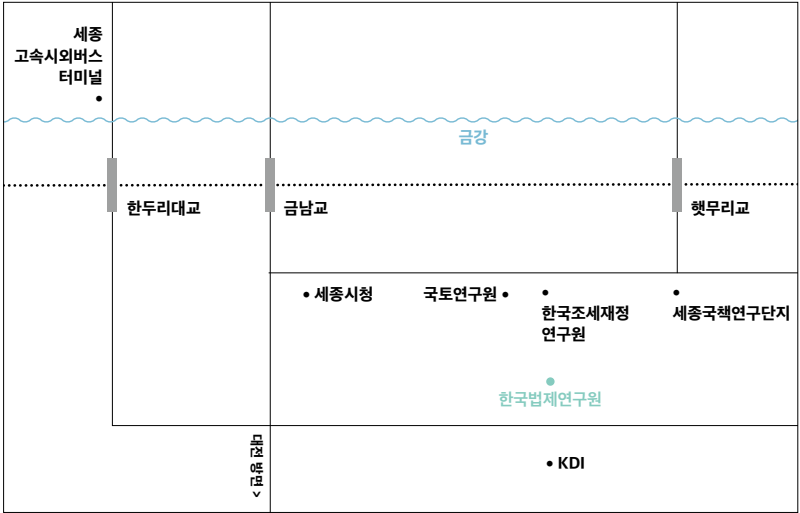 세종
고속시외버스
터미널
금강
한두리대교
금남교
햇무리교
세종시청
국토연구원
한국조세재정
연구원
세종국책연구단지
한국법제연구원
대전 방면 >
KDI